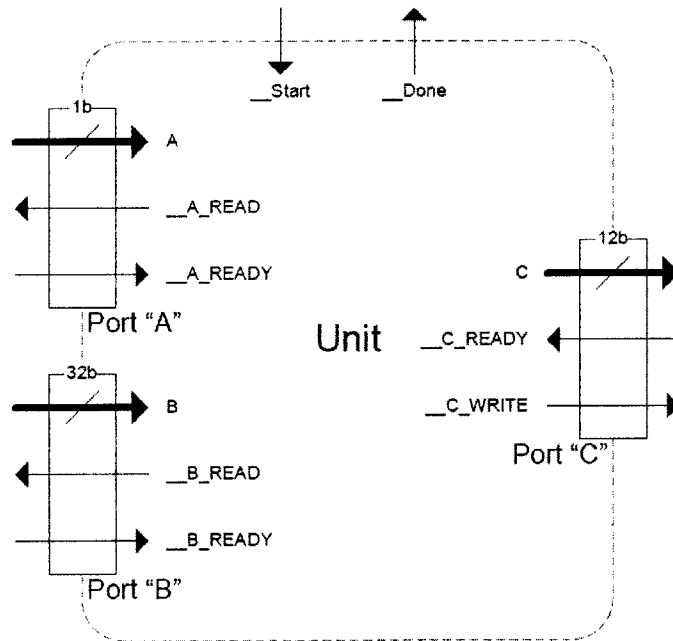 __Start
__Done
1b
A
__A_READ
__A_READY
Port “A”
32b
B
__B_READ
__B_READY
Port “B”
Unit
12b
C
__C_READY
__C_WRITE
Port “C”